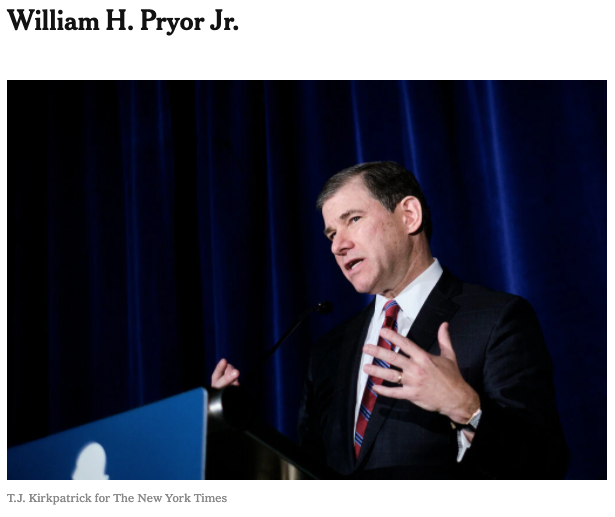 William H. Pryor Jr.
T.J. Kirkpatrick for The New York Times